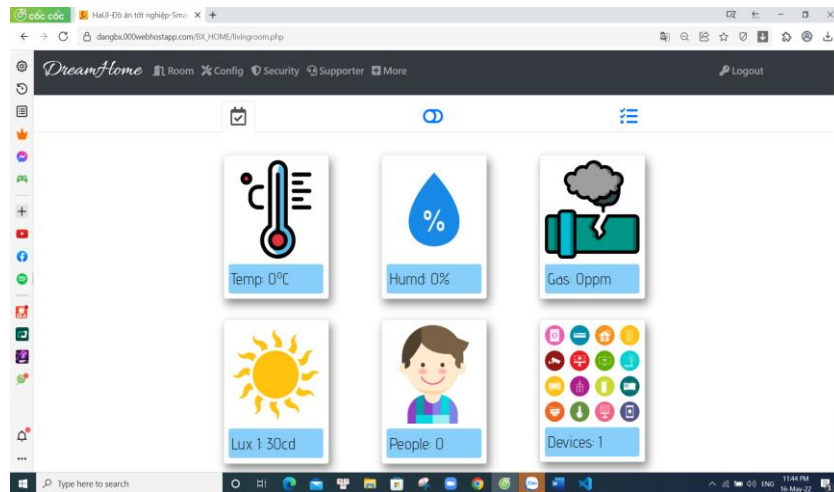 cốc cốc
HaUI-Đồ án tốt nghiệp-Sma
dangbx.000webhostapp.com/BX_HOME/livingroom.php
DreamHome Room Config Security Supporter More Logout
Temp: 0°C
Humd: 0%
Gas: 0ppm
Lux 1: 30cd
People: 0
Devices: 1
Type here to search
ENG
11:44 PM
16-May-22